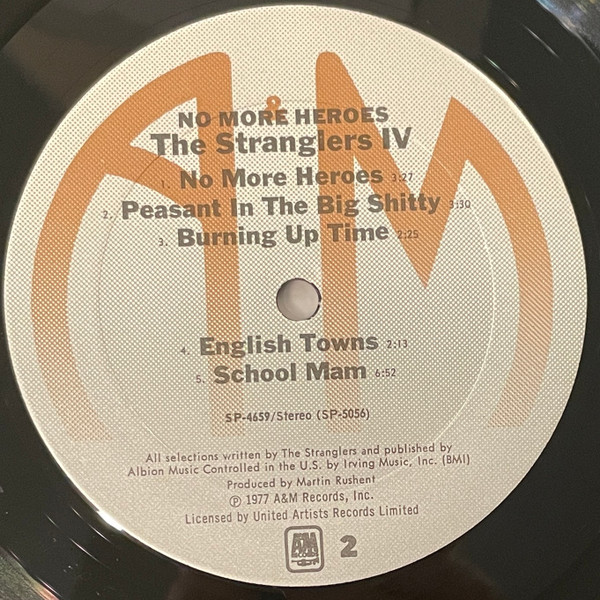 A&M
NO MORE HEROES
The Stranglers IV
1. No More Heroes 3:27
2. Peasant In The Big Shitty 3:30
3. Burning Up Time 2:25
4. English Towns 2:13
5. School Mam 6:52
SP-4659/Stereo (SP-5056)
All selections written by The Stranglers and published by
Albion Music Controlled in the U.S. by Irving Music, Inc. (BMI)
Produced by Martin Rushent
℗ 1977 A&M Records, Inc.
Licensed by United Artists Records Limited
A&M RECORDS 2